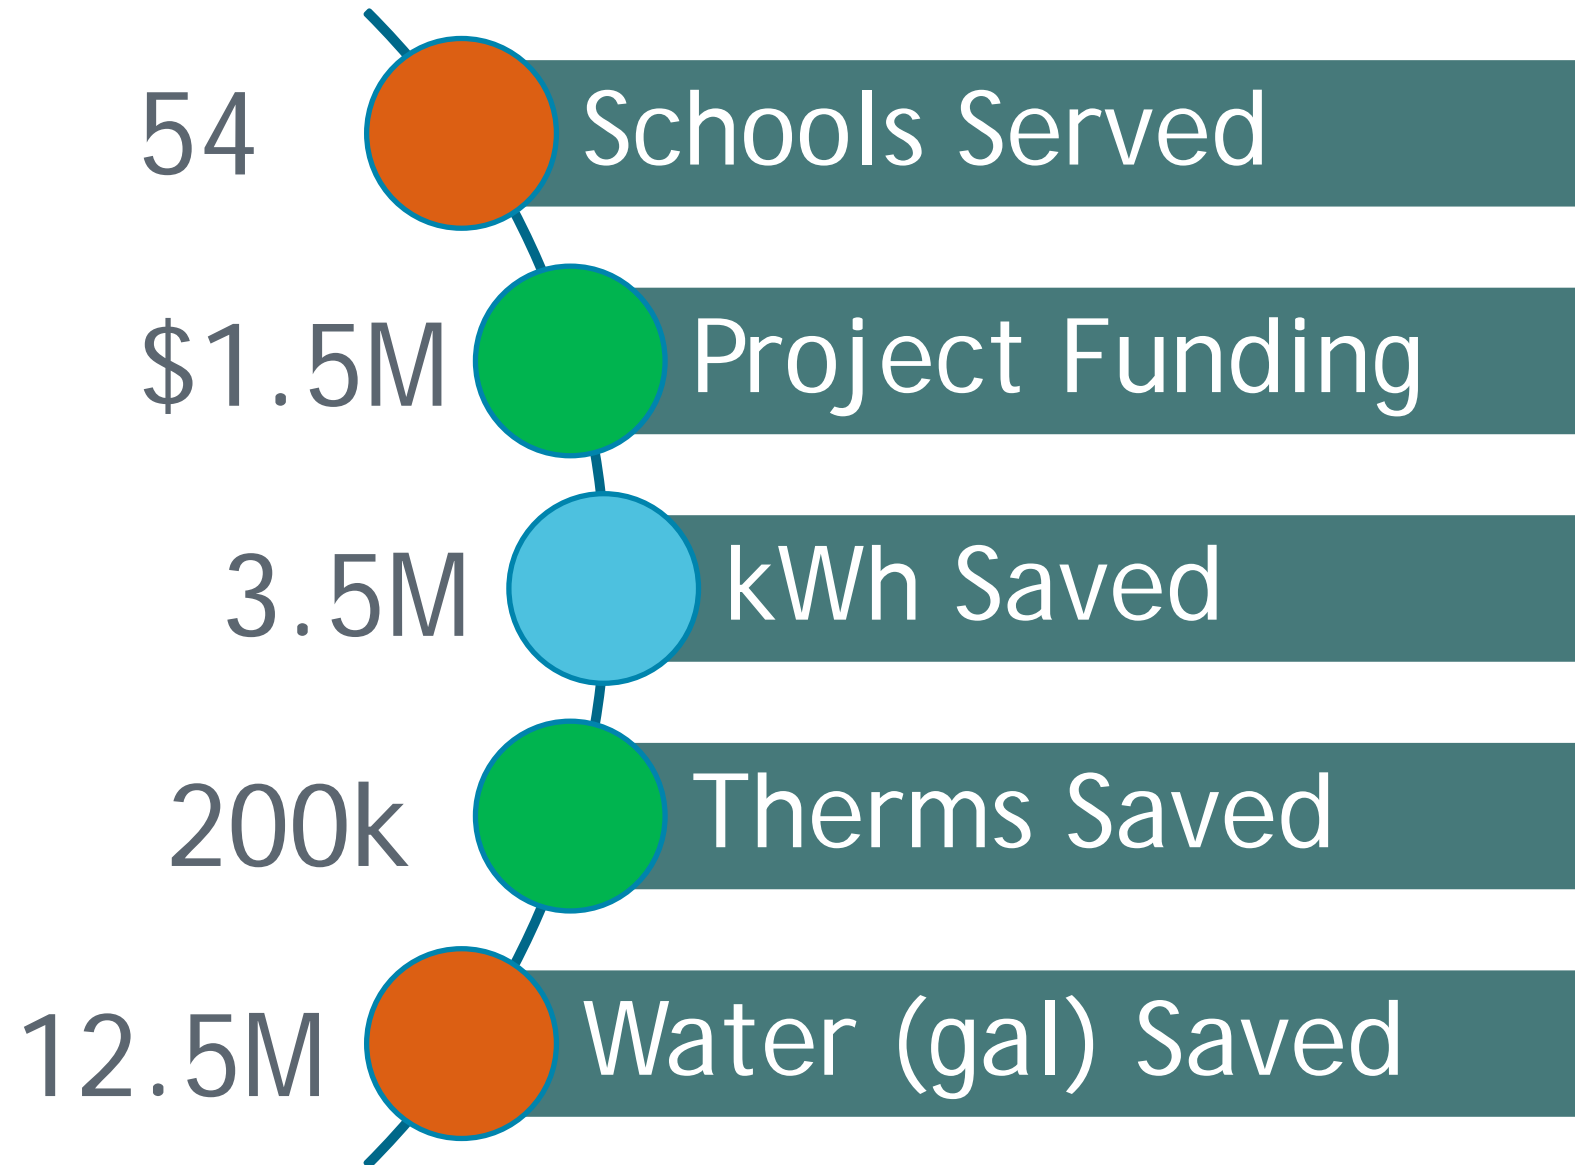 54 Schools Served
$1.5M Project Funding
3.5M kWh Saved
200k Therms Saved
12.5M Water (gal) Saved